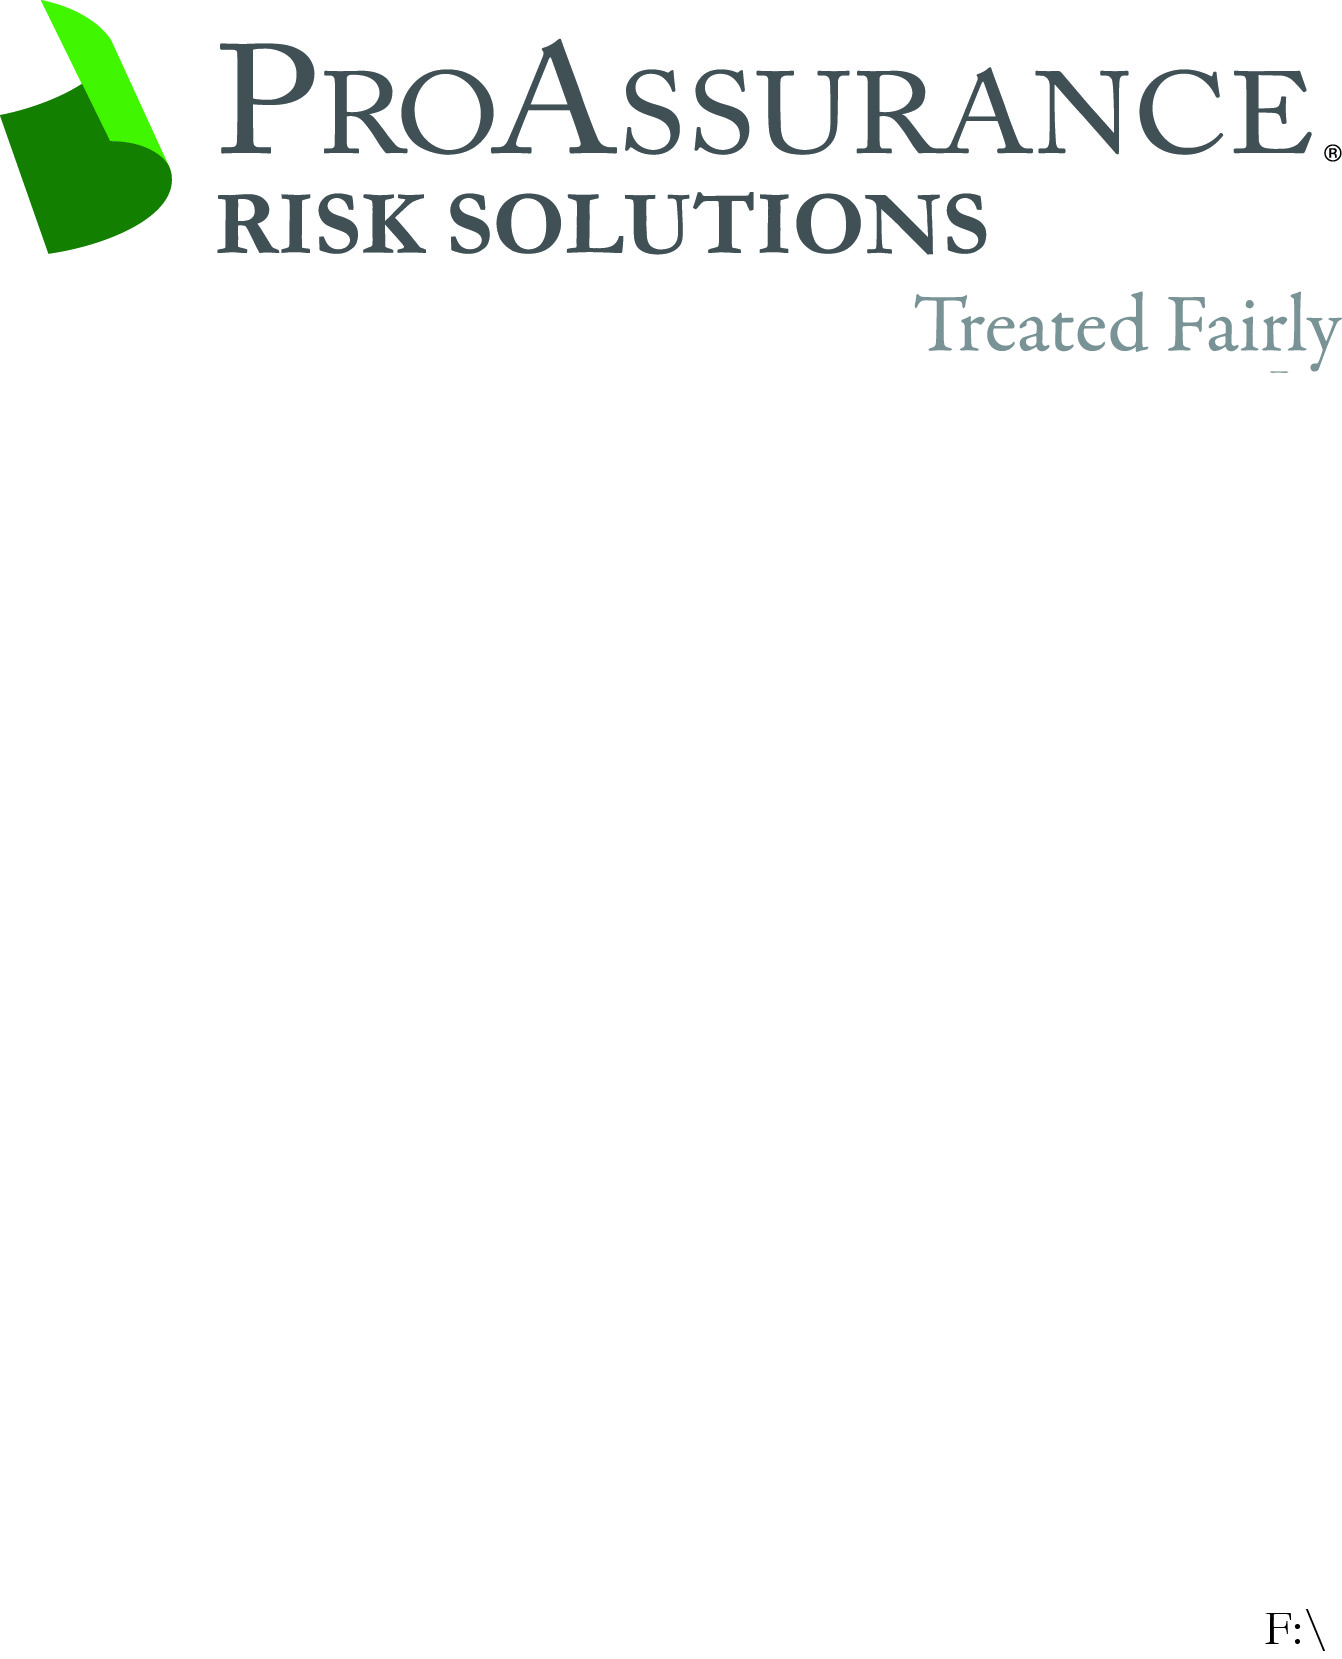 PROASSURANCE®
RISK SOLUTIONS
Treated Fairly
F:\